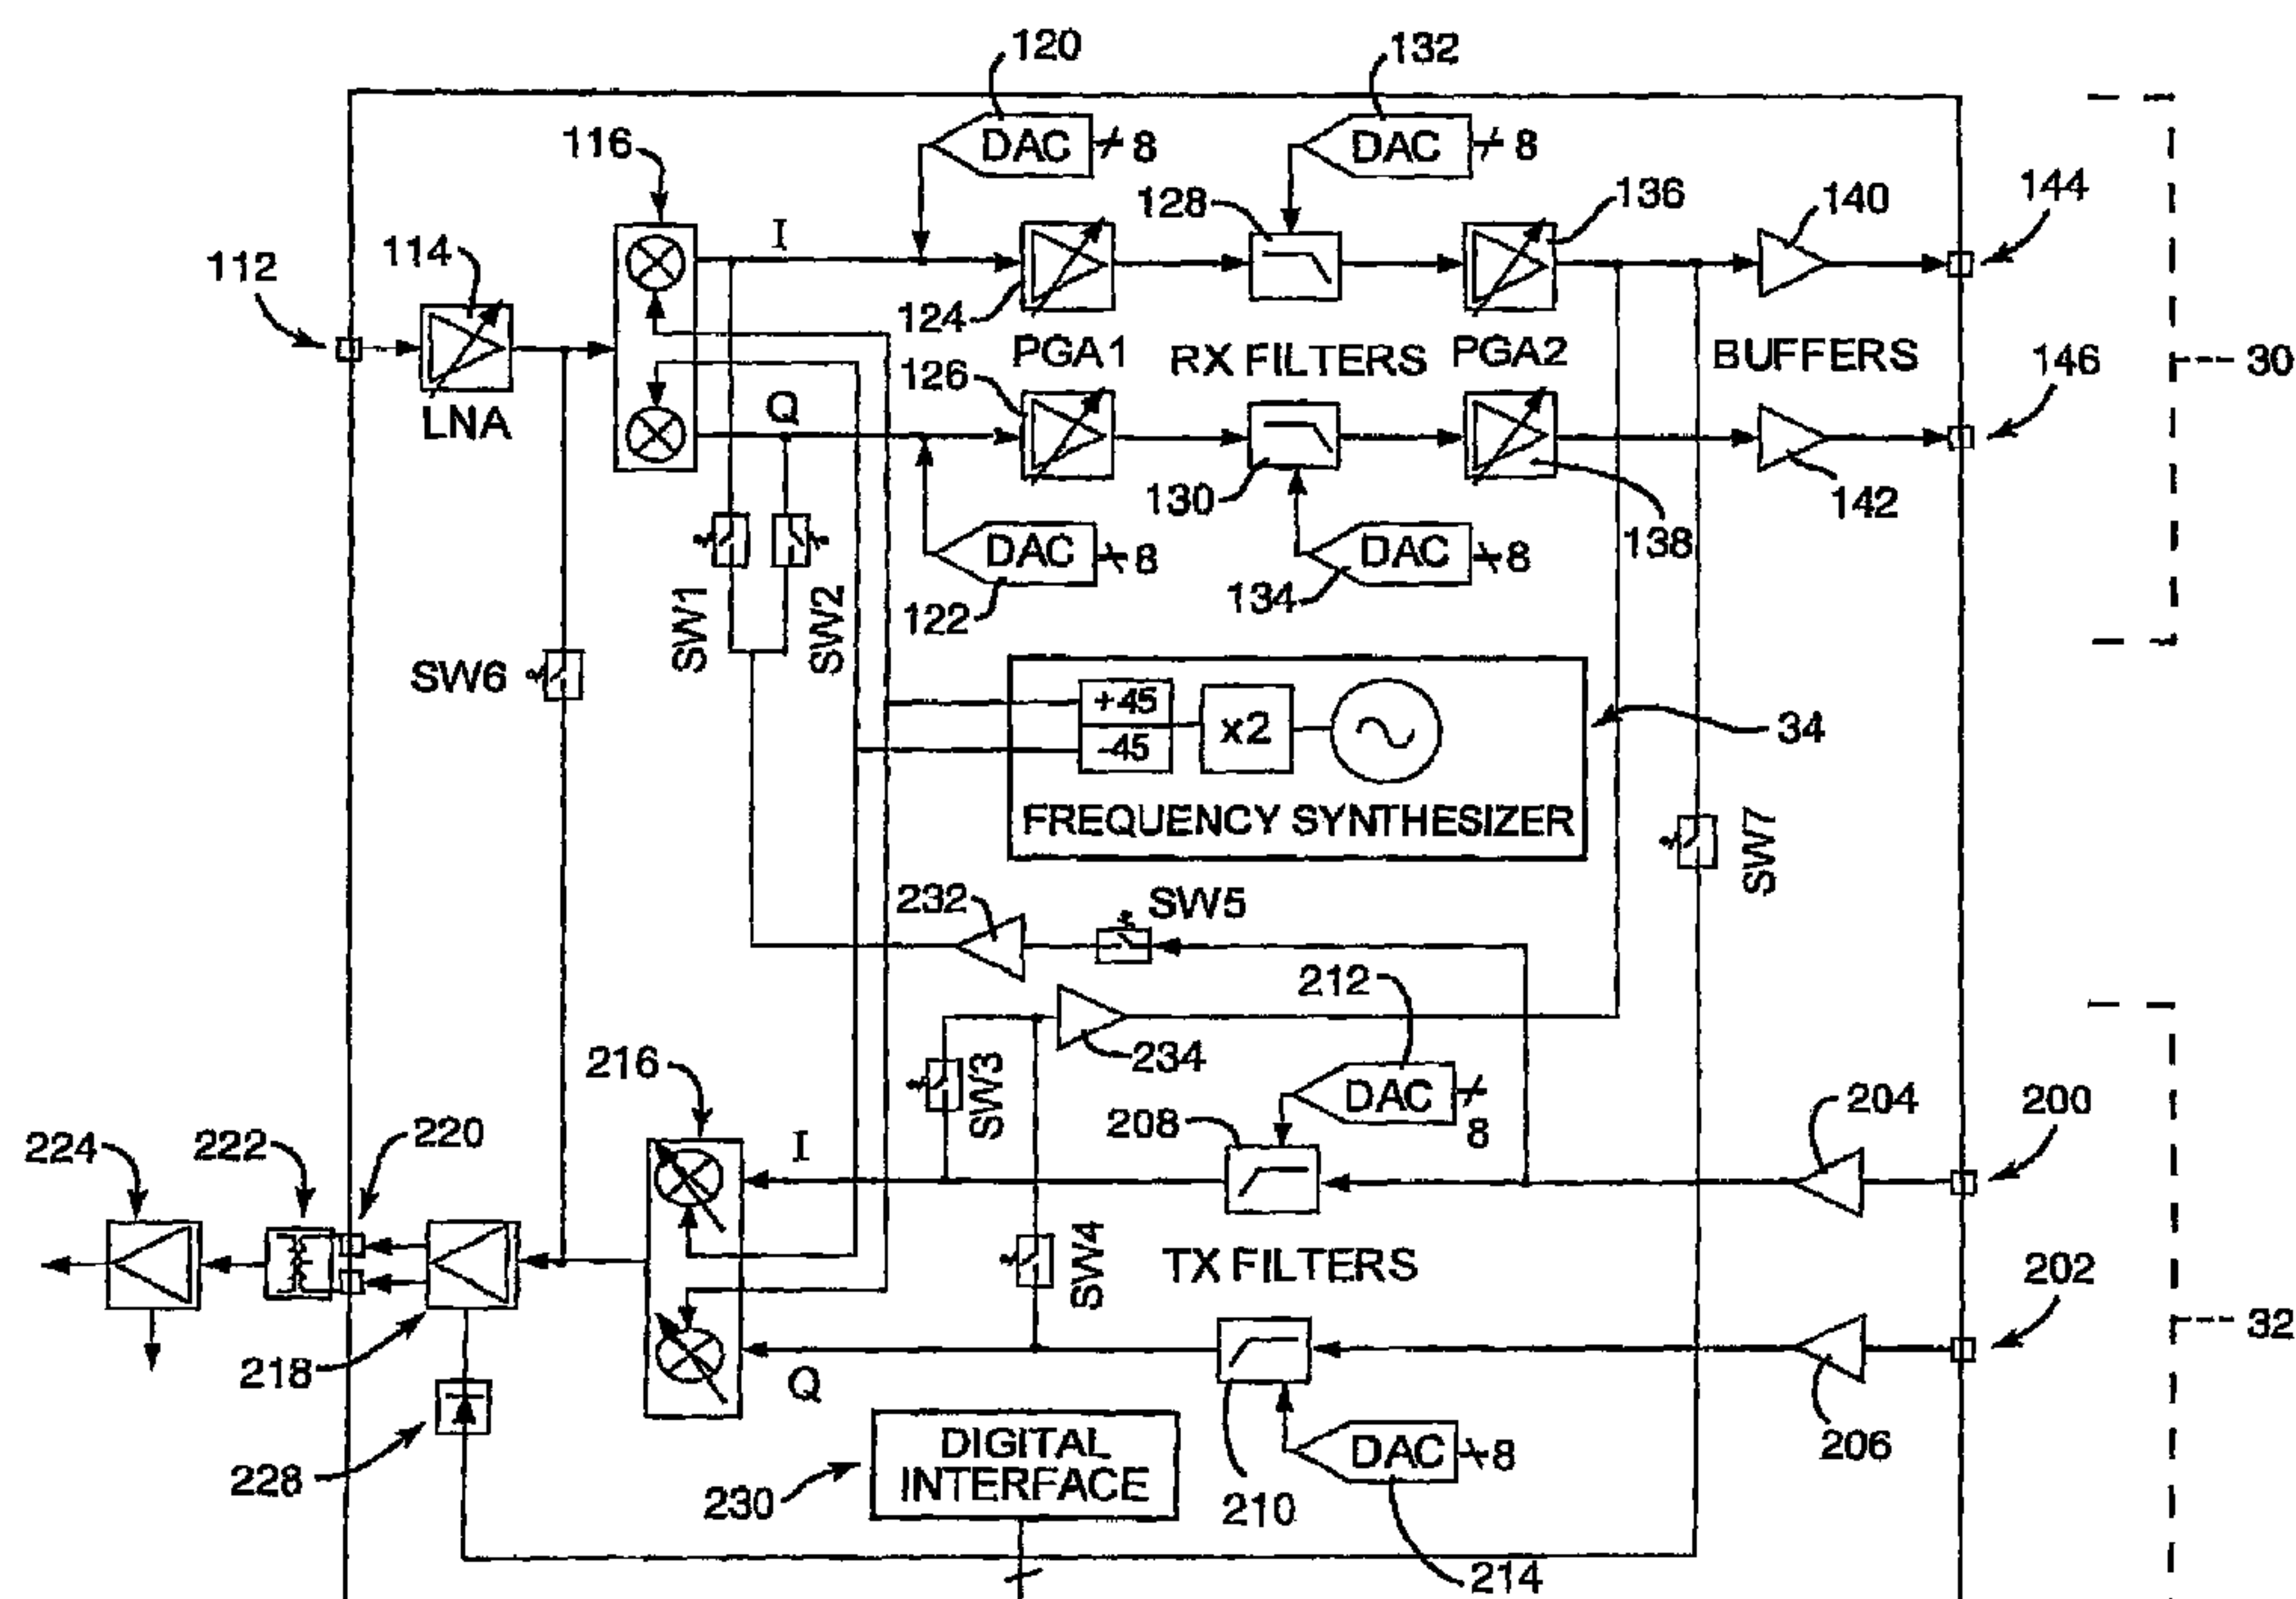 120
132
116
DAC
8
DAC
8
128
136
140
144
112
114
I
124
PGA1
RX FILTERS
PGA2
BUFFERS
146
30
126
LNA
Q
130
142
DAC
8
DAC
8
138
122
134
SW1
SW2
SW6
+45
-45
x2
34
FREQUENCY SYNTHESIZER
SW7
232
SW5
212
234
216
SW3
DAC
8
208
204
200
224
222
220
I
SW4
TX FILTERS
202
32
218
Q
206
228
DIGITAL
INTERFACE
230
DAC
8
210
214